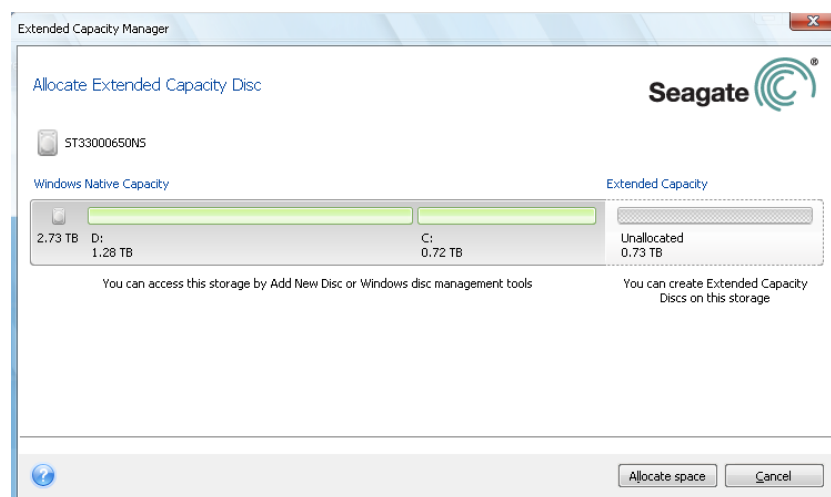 Extended Capacity Manager
X
Allocate Extended Capacity Disc
Seagate®
ST33000650NS
Windows Native Capacity
Extended Capacity
2.73 TB
D:
1.28 TB
C:
0.72 TB
Unallocated
0.73 TB
You can access this storage by Add New Disc or Windows disc management tools
You can create Extended Capacity
Discs on this storage
?
Allocate space
Cancel